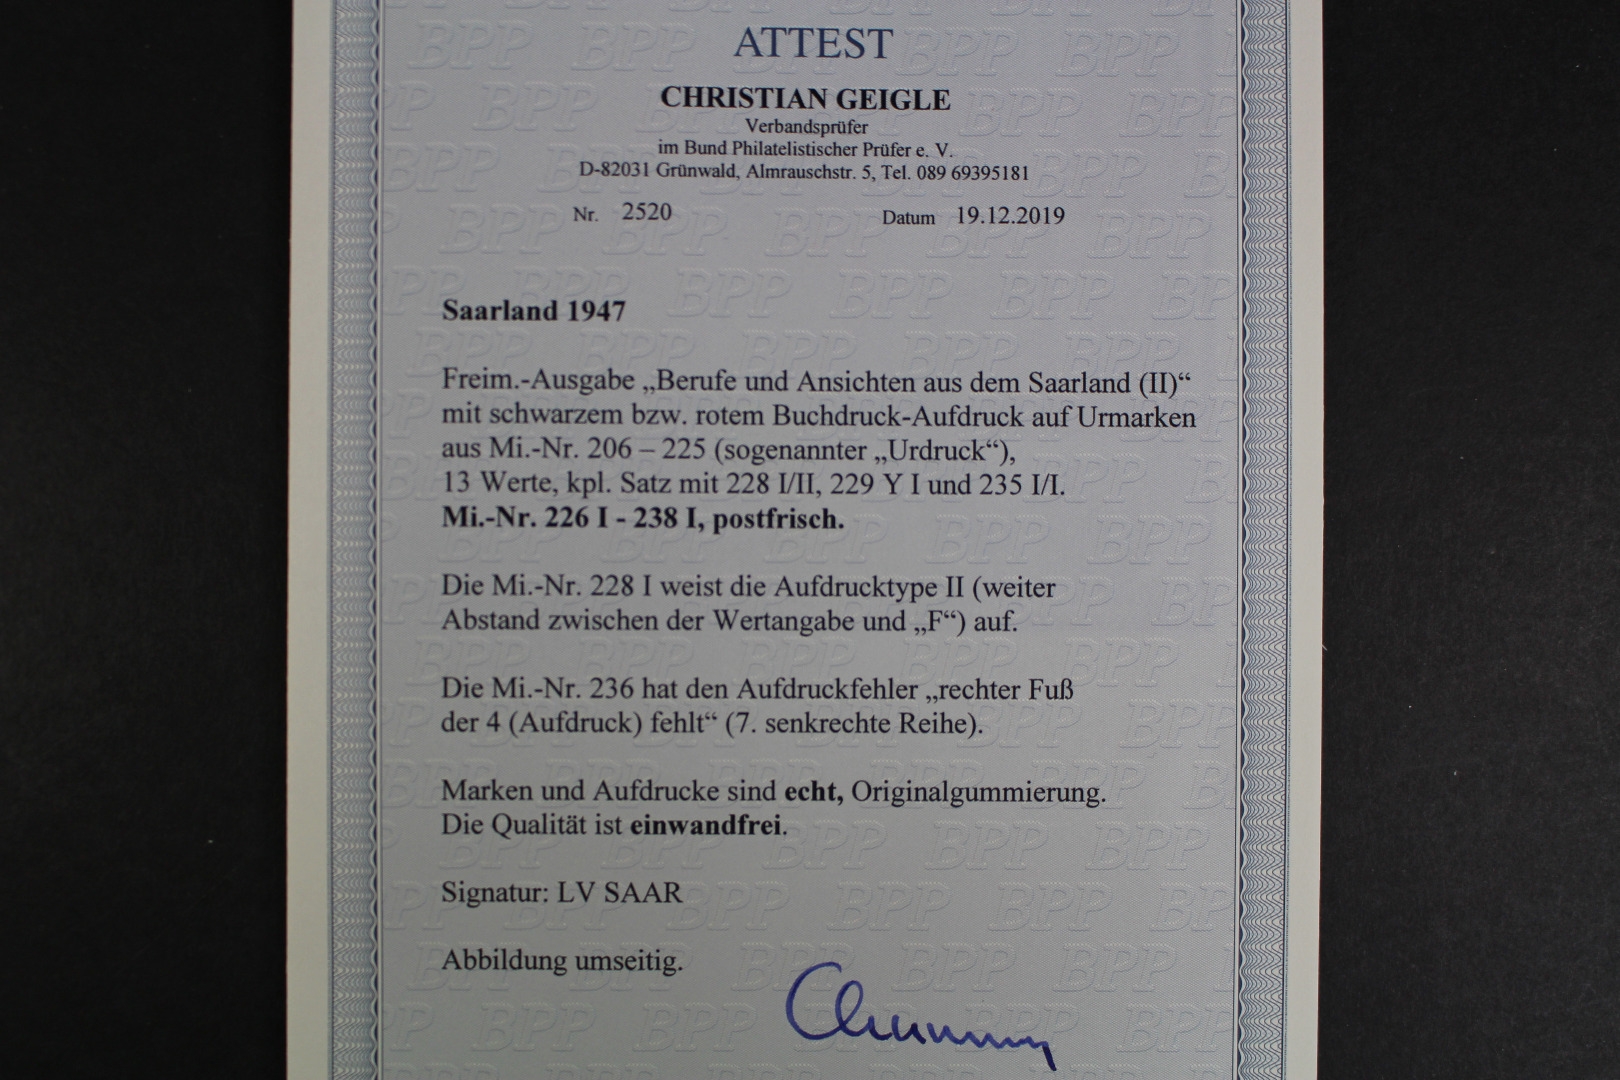 ATTEST
CHRISTIAN GEIGLE
Verbandsprüfer
im Bund Philatelistischer Prüfer e. V.
D-82031 Grünwald, Almrauschstr. 5, Tel. 089 69395181
Nr. 2520 Datum 19.12.2019
Saarland 1947
Freim.-Ausgabe „Berufe und Ansichten aus dem Saarland (II)“
mit schwarzem bzw. rotem Buchdruck-Aufdruck auf Urmarken
aus Mi.-Nr. 206 – 225 (sogenannter „Urdruck“),
13 Werte, kpl. Satz mit 228 I/II, 229 Y I und 235 I/I.
Mi.-Nr. 226 I - 238 I, postfrisch.
Die Mi.-Nr. 228 I weist die Aufdrucktype II (weiter
Abstand zwischen der Wertangabe und „F“) auf.
Die Mi.-Nr. 236 hat den Aufdruckfehler „rechter Fuß
der 4 (Aufdruck) fehlt“ (7. senkrechte Reihe).
Marken und Aufdrucke sind echt, Originalgummierung.
Die Qualität ist einwandfrei.
Signatur: LV SAAR
Abbildung umseitig.